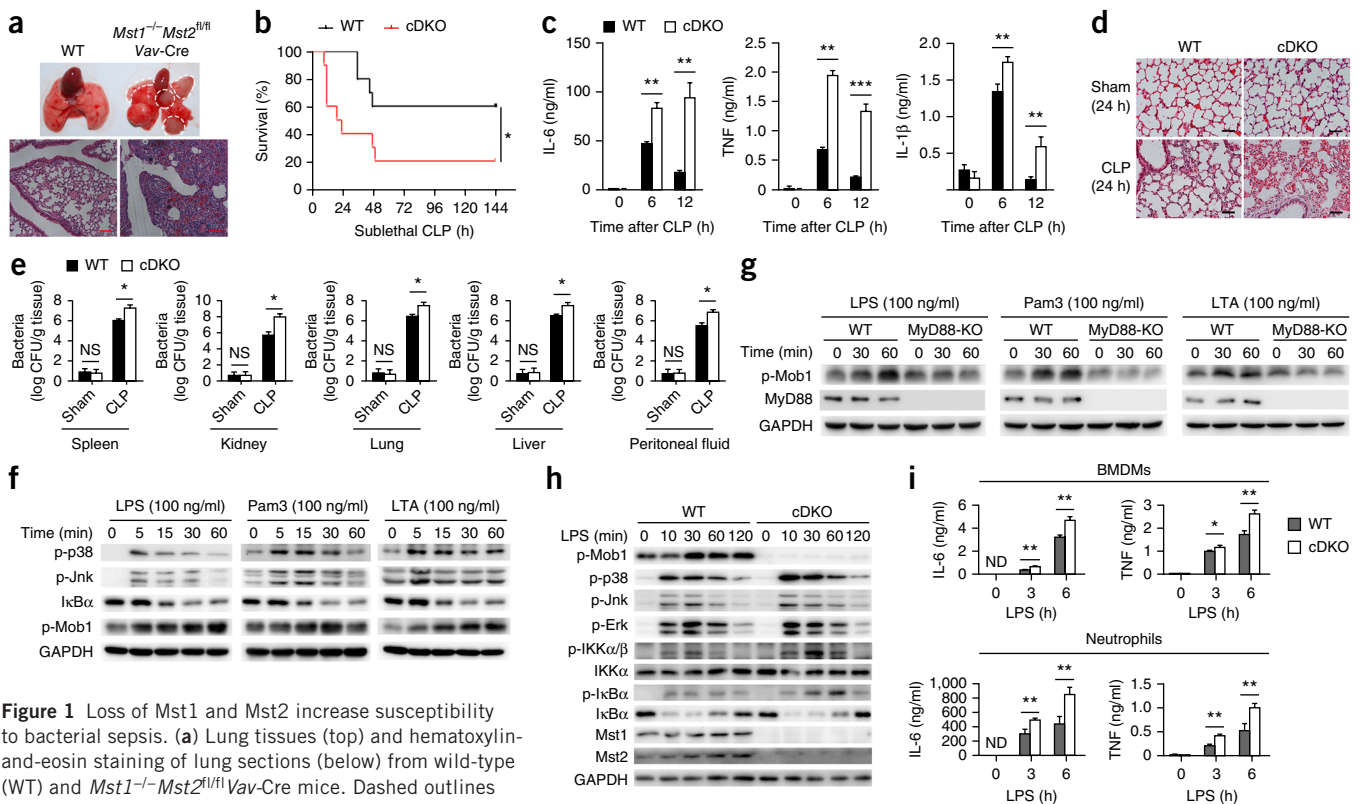 a
Mst1–/–Mst2fl/fl
WT Vav-Cre
b
WT cDKO
Survival (%)
100
80
60
40
20
*
0 24 48 72 96 120 144
Sublethal CLP (h)
c
WT cDKO
IL-6 (ng/ml)
150
100
50
0
** **
0 6 12
Time after CLP (h)
TNF (ng/ml)
2.5
2.0
1.5
1.0
0.5
0
** ***
0 6 12
Time after CLP (h)
IL-1β (ng/ml)
2.0
1.5
1.0
0.5
** **
0 6 12
Time after CLP (h)
d
WT cDKO
Sham
(24 h)
CLP
(24 h)
e
WT cDKO
Bacteria
(log CFU/g tissue)
8
6
4
2
0
NS *
Sham CLP
Spleen
Bacteria
(log CFU/g tissue)
10
8
6
4
2
0
NS *
Sham CLP
Kidney
Bacteria
(log CFU/g tissue)
8
6
4
2
0
NS *
Sham CLP
Lung
Bacteria
(log CFU/g tissue)
8
6
4
2
0
NS *
Sham CLP
Liver
Bacteria
(log CFU/g tissue)
8
6
4
2
0
NS *
Sham CLP
Peritoneal fluid
g
LPS (100 ng/ml) Pam3 (100 ng/ml) LTA (100 ng/ml)
WT MyD88-KO WT MyD88-KO WT MyD88-KO
Time (min) 0 30 60 0 30 60 0 30 60 0 30 60 0 30 60 0 30 60
p-Mob1
MyD88
GAPDH
f
LPS (100 ng/ml) Pam3 (100 ng/ml) LTA (100 ng/ml)
Time (min) 0 5 15 30 60 0 5 15 30 60 0 5 15 30 60
p-p38
p-Jnk
IκBα
p-Mob1
GAPDH
h
WT cDKO
LPS (min) 0 10 30 60 120 0 10 30 60 120
p-Mob1
p-p38
p-Jnk
p-Erk
p-IKKα/β
IKKα
p-IκBα
IκBα
Mst1
Mst2
GAPDH
i
BMDMs
IL-6 (ng/ml)
6
4
2
0
ND ** **
0 3 6
LPS (h)
TNF (ng/ml)
3
2
1
0
* **
0 3 6
LPS (h)
WT
cDKO
Neutrophils
IL-6 (ng/ml)
1,000
800
600
400
200
0
ND ** **
0 3 6
LPS (h)
TNF (ng/ml)
1.5
1.0
0.5
0
** **
0 3 6
LPS (h)
Figure 1 Loss of Mst1 and Mst2 increase susceptibility
to bacterial sepsis. (a) Lung tissues (top) and hematoxylin-
and-eosin staining of lung sections (below) from wild-type
(WT) and Mst1–/–Mst2fl/flVav-Cre mice. Dashed outlines